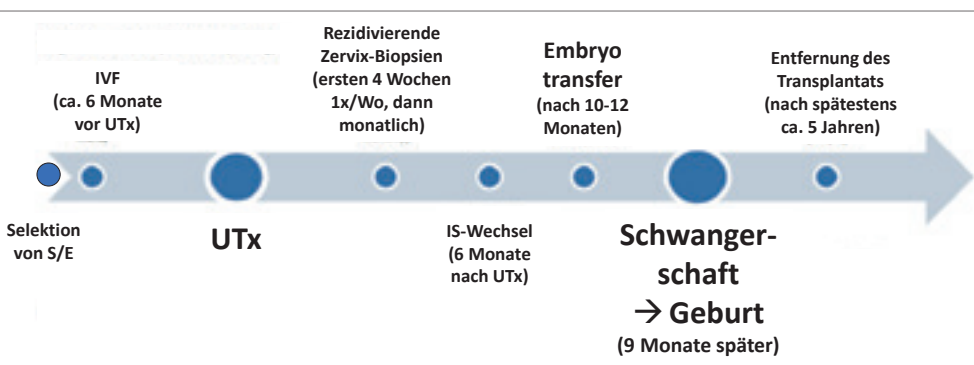 IVF
(ca. 6 Monate
vor UTx)
Rezidivierende
Zervix-Biopsien
(ersten 4 Wochen
1x/Wo, dann
monatlich)
Embryo
transfer
(nach 10-12
Monaten)
Entfernung des
Transplantats
(nach spätestens
ca. 5 Jahren)
Selektion
von S/E
UTx
IS-Wechsel
(6 Monate
nach UTx)
Schwanger-
schaft
→ Geburt
(9 Monate später)